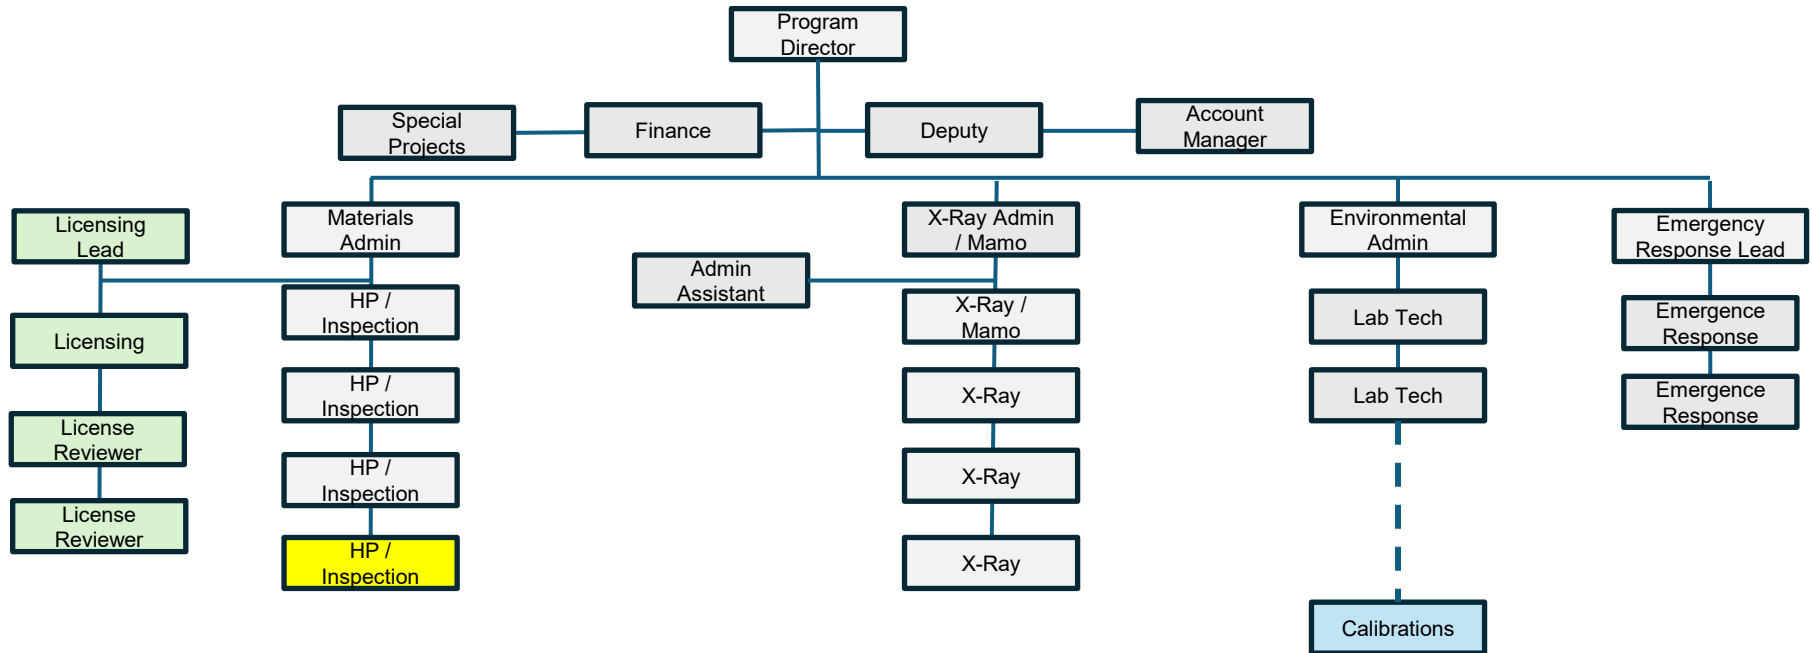 Program
Director
Special
Projects
Finance
Deputy
Account
Manager
Licensing
Lead
Materials
Admin
X-Ray Admin
/ Mamo
Environmental
Admin
Emergency
Response Lead
Admin
Assistant
Licensing
HP /
Inspection
X-Ray /
Mamo
Lab Tech
Emergence
Response
HP /
Inspection
X-Ray
Lab Tech
Emergence
Response
License
Reviewer
HP /
Inspection
X-Ray
License
Reviewer
HP /
Inspection
X-Ray
Calibrations